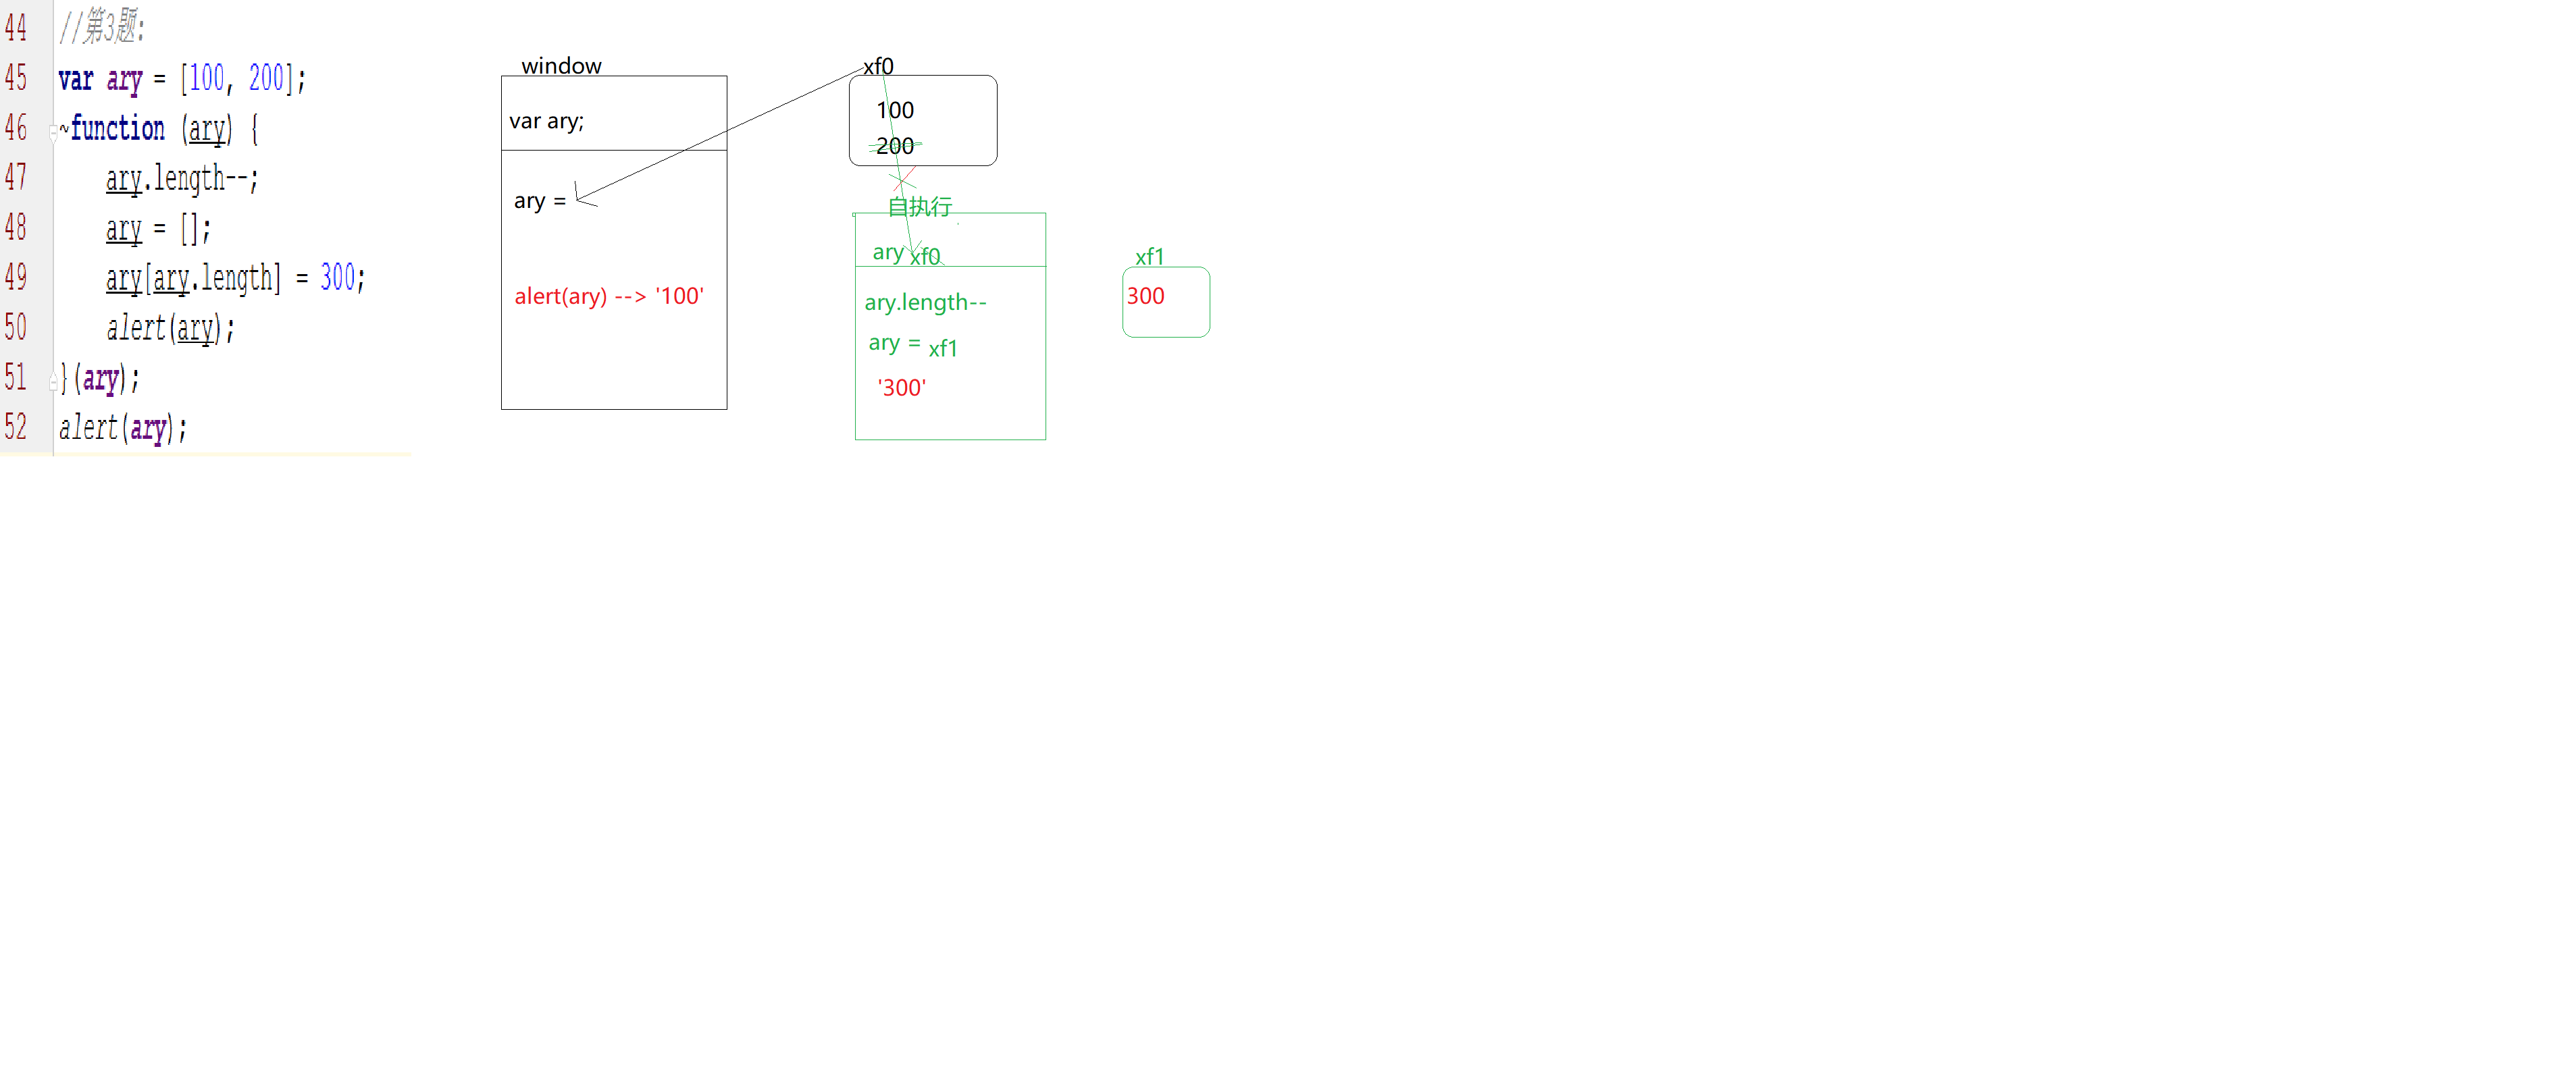 44 //第3题:
45 var ary = [100, 200];
46 ~function (ary) {
47 ary.length--;
48 ary = [];
49 ary[ary.length] = 300;
50 alert(ary);
51 }(ary);
52 alert(ary);
window
var ary;
ary =
alert(ary) --> '100'
xf0
100
200
自执行
ary xf0
ary.length--
ary = xf1
'300'
xf1
300